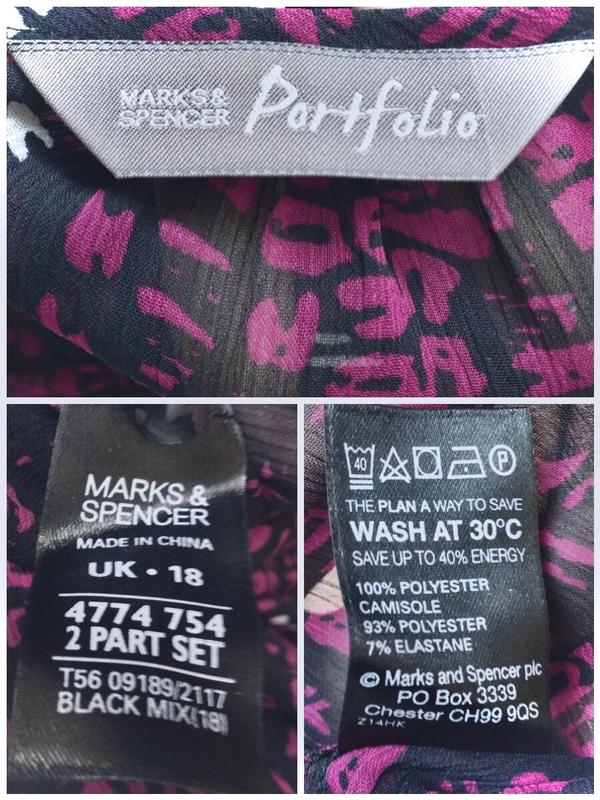 MARKS &
SPENCER
Portfolio
MARKS &
SPENCER
MADE IN CHINA
UK • 18
4774 754
2 PART SET
T56 09189/2117
BLACK MIX(18)
40
P
THE PLAN A WAY TO SAVE
WASH AT 30°C
SAVE UP TO 40% ENERGY
100% POLYESTER
CAMISOLE
93% POLYESTER
7% ELASTANE
© Marks and Spencer plc
PO Box 3339
Chester CH99 9QS
Z14HK